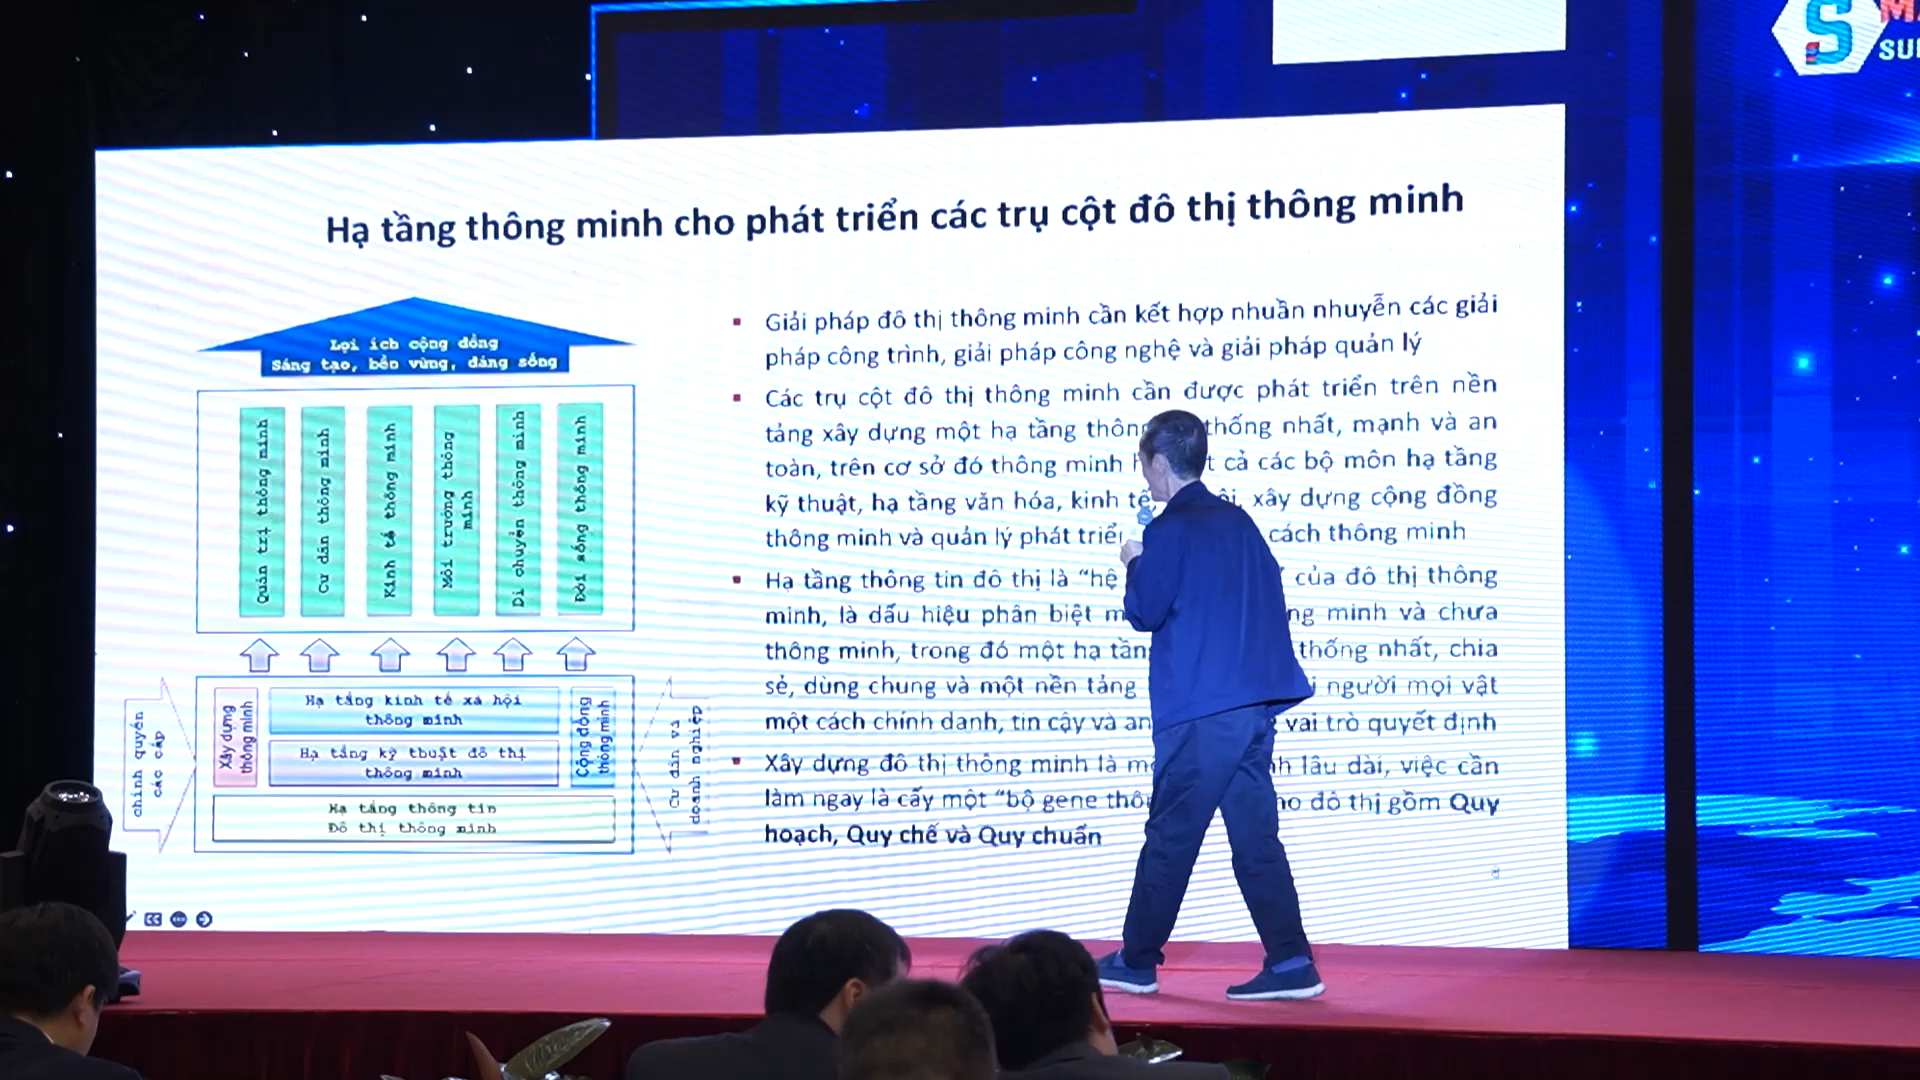 Hạ tầng thông minh cho phát triển các trụ cột đô thị thông minh
Lợi ích cộng đồng
Sáng tạo, bền vững, đáng sống
Quản trị thông minh
Cư dân thông minh
Kinh tế thông minh
Môi trường thông
minh
Di chuyển thông minh
Đời sống thông minh
chính quyền
các cấp
Xây dựng
thông minh
Hạ tầng kinh tế xã hội
thông minh
Hạ tầng kỹ thuật đô thị
thông minh
Cộng đồng
thông minh
Hạ tầng thông tin
Đô thị thông minh
Cư dân và
doanh nghiệp
Giải pháp đô thị thông minh cần kết hợp nhuần nhuyễn các giải
pháp công trình, giải pháp công nghệ và giải pháp quản lý
Các trụ cột đô thị thông minh cần được phát triển trên nền
tảng xây dựng một hạ tầng thông thống nhất, mạnh và an
toàn, trên cơ sở đó thông minh các bộ môn hạ tầng
kỹ thuật, hạ tầng văn hóa, kinh tế, xây dựng cộng đồng
thông minh và quản lý phát triển cách thông minh
Hạ tầng thông tin đô thị là “hệ của đô thị thông
minh, là dấu hiệu phân biệt minh và chưa
thông minh, trong đó một hạ tầng thống nhất, chia
sẻ, dùng chung và một nền tảng người mọi vật
một cách chính danh, tin cậy và an vai trò quyết định
Xây dựng đô thị thông minh là lâu dài, việc cần
làm ngay là cấy một “bộ gene đô thị gồm Quy
hoạch, Quy chế và Quy chuẩn
S